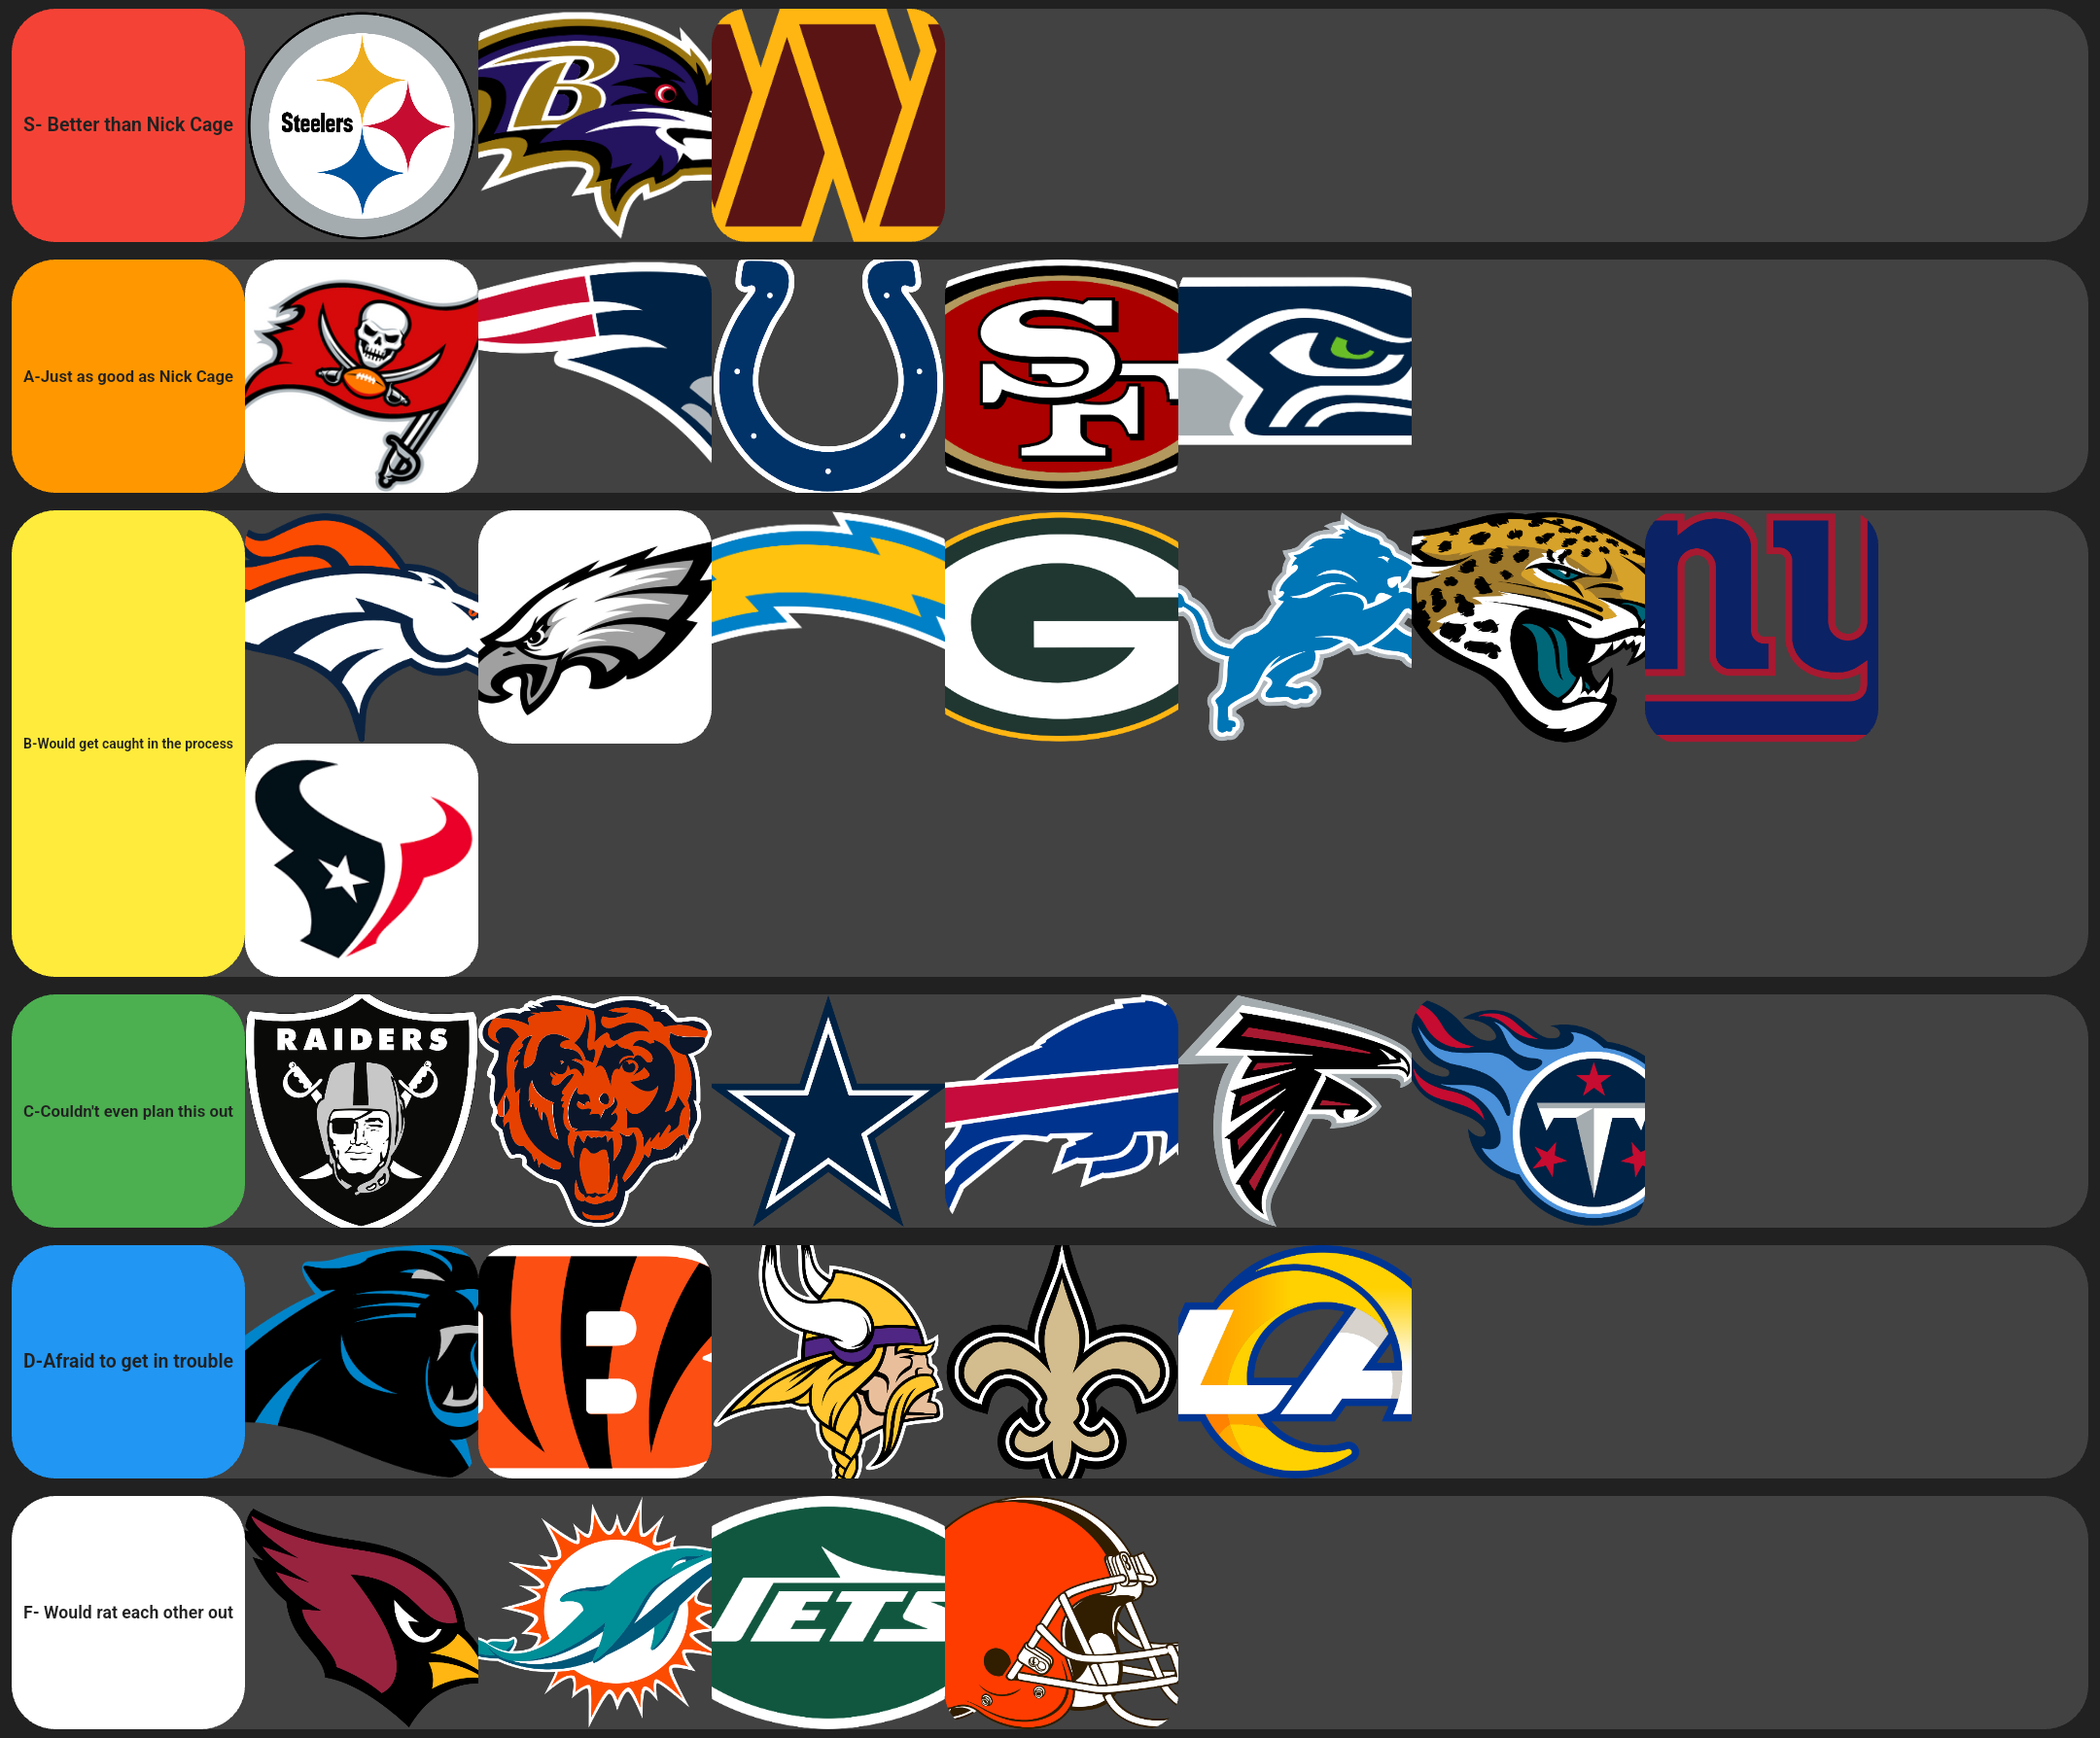 S- Better than Nick Cage
Steelers
B
A-Just as good as Nick Cage
SF
B-Would get caught in the process
G
ny
C-Couldn't even plan this out
RAIDERS
T
D-Afraid to get in trouble
B
LA
F- Would rat each other out
JETS